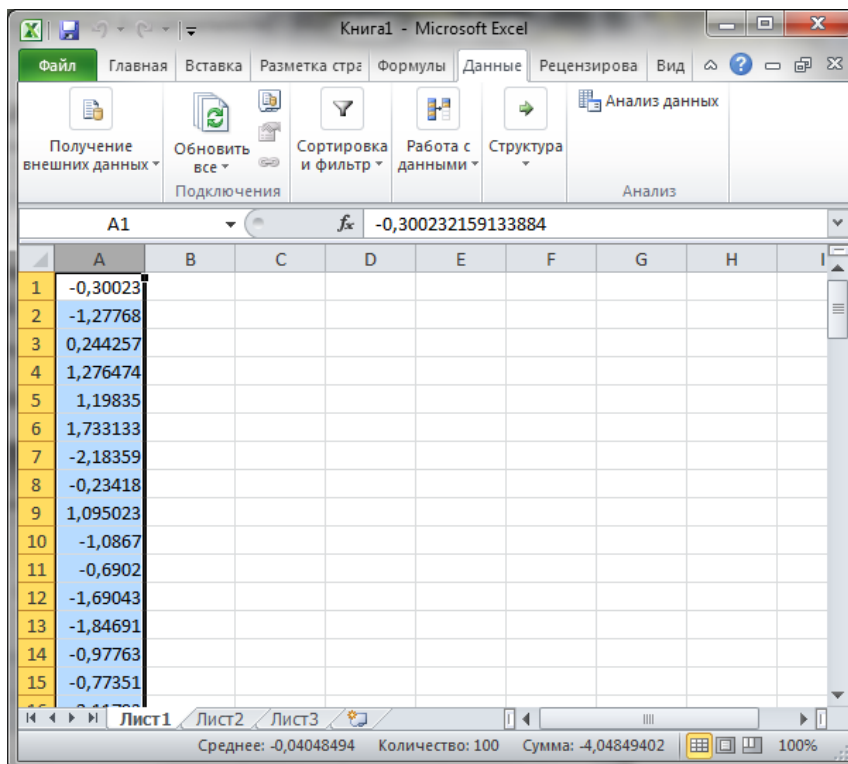 Книга1 - Microsoft Excel
Файл Главная Вставка Разметка стра Формулы Данные Рецензирова Вид
Получение внешних данных
Обновить все
Сортировка и фильтр
Работа с данными
Структура
Анализ данных
Подключения Анализ
A1 fx -0,300232159133884
A B C D E F G H I
1 -0,30023
2 -1,27768
3 0,244257
4 1,276474
5 1,19835
6 1,733133
7 -2,18359
8 -0,23418
9 1,095023
10 -1,0867
11 -0,6902
12 -1,69043
13 -1,84691
14 -0,97763
15 -0,77351
Лист1 Лист2 Лист3
Среднее: -0,04048494 Количество: 100 Сумма: -4,04849402 100%